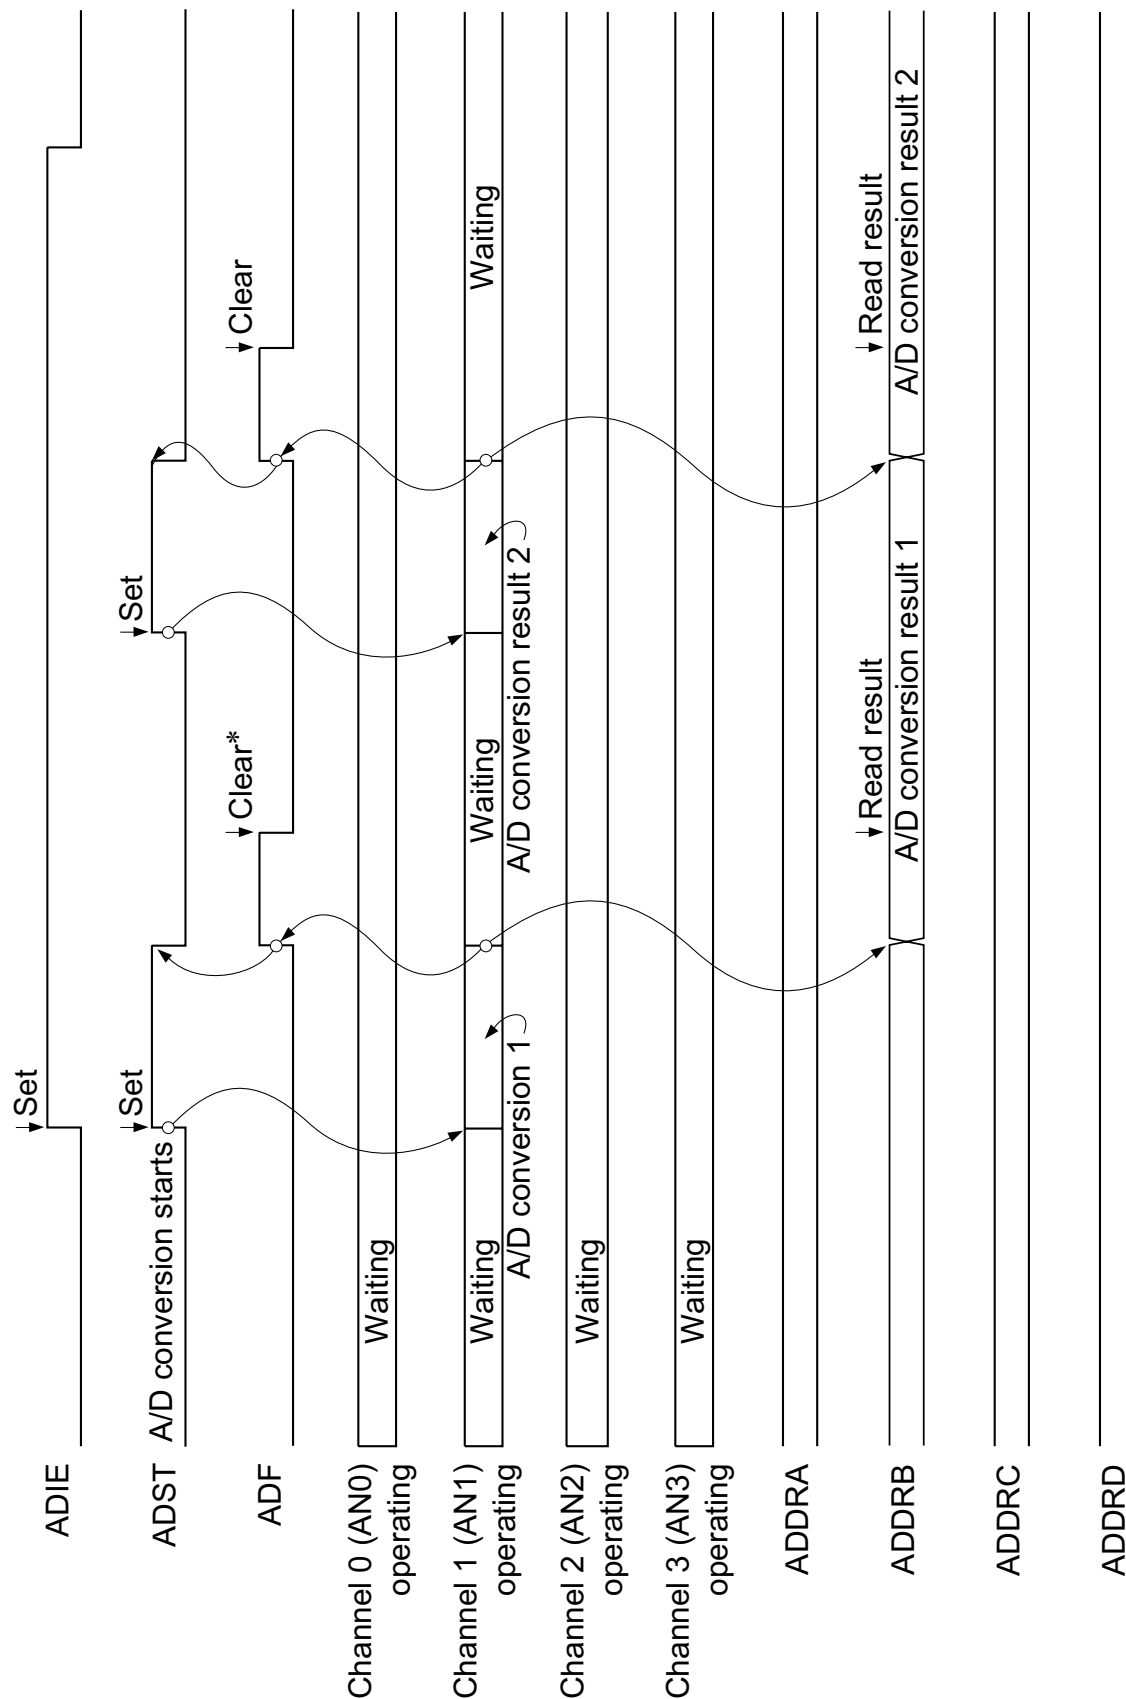 ADIE
Set
ADST
A/D conversion starts
Set
Set
ADF
Clear*
Clear
Channel 0 (AN0)
operating
Waiting
Channel 1 (AN1)
operating
Waiting
A/D conversion 1
Waiting
A/D conversion result 2
Waiting
Channel 2 (AN2)
operating
Waiting
Channel 3 (AN3)
operating
Waiting
ADDRA
ADDRB
Read result
A/D conversion result 1
Read result
A/D conversion result 2
ADDRC
ADDRD